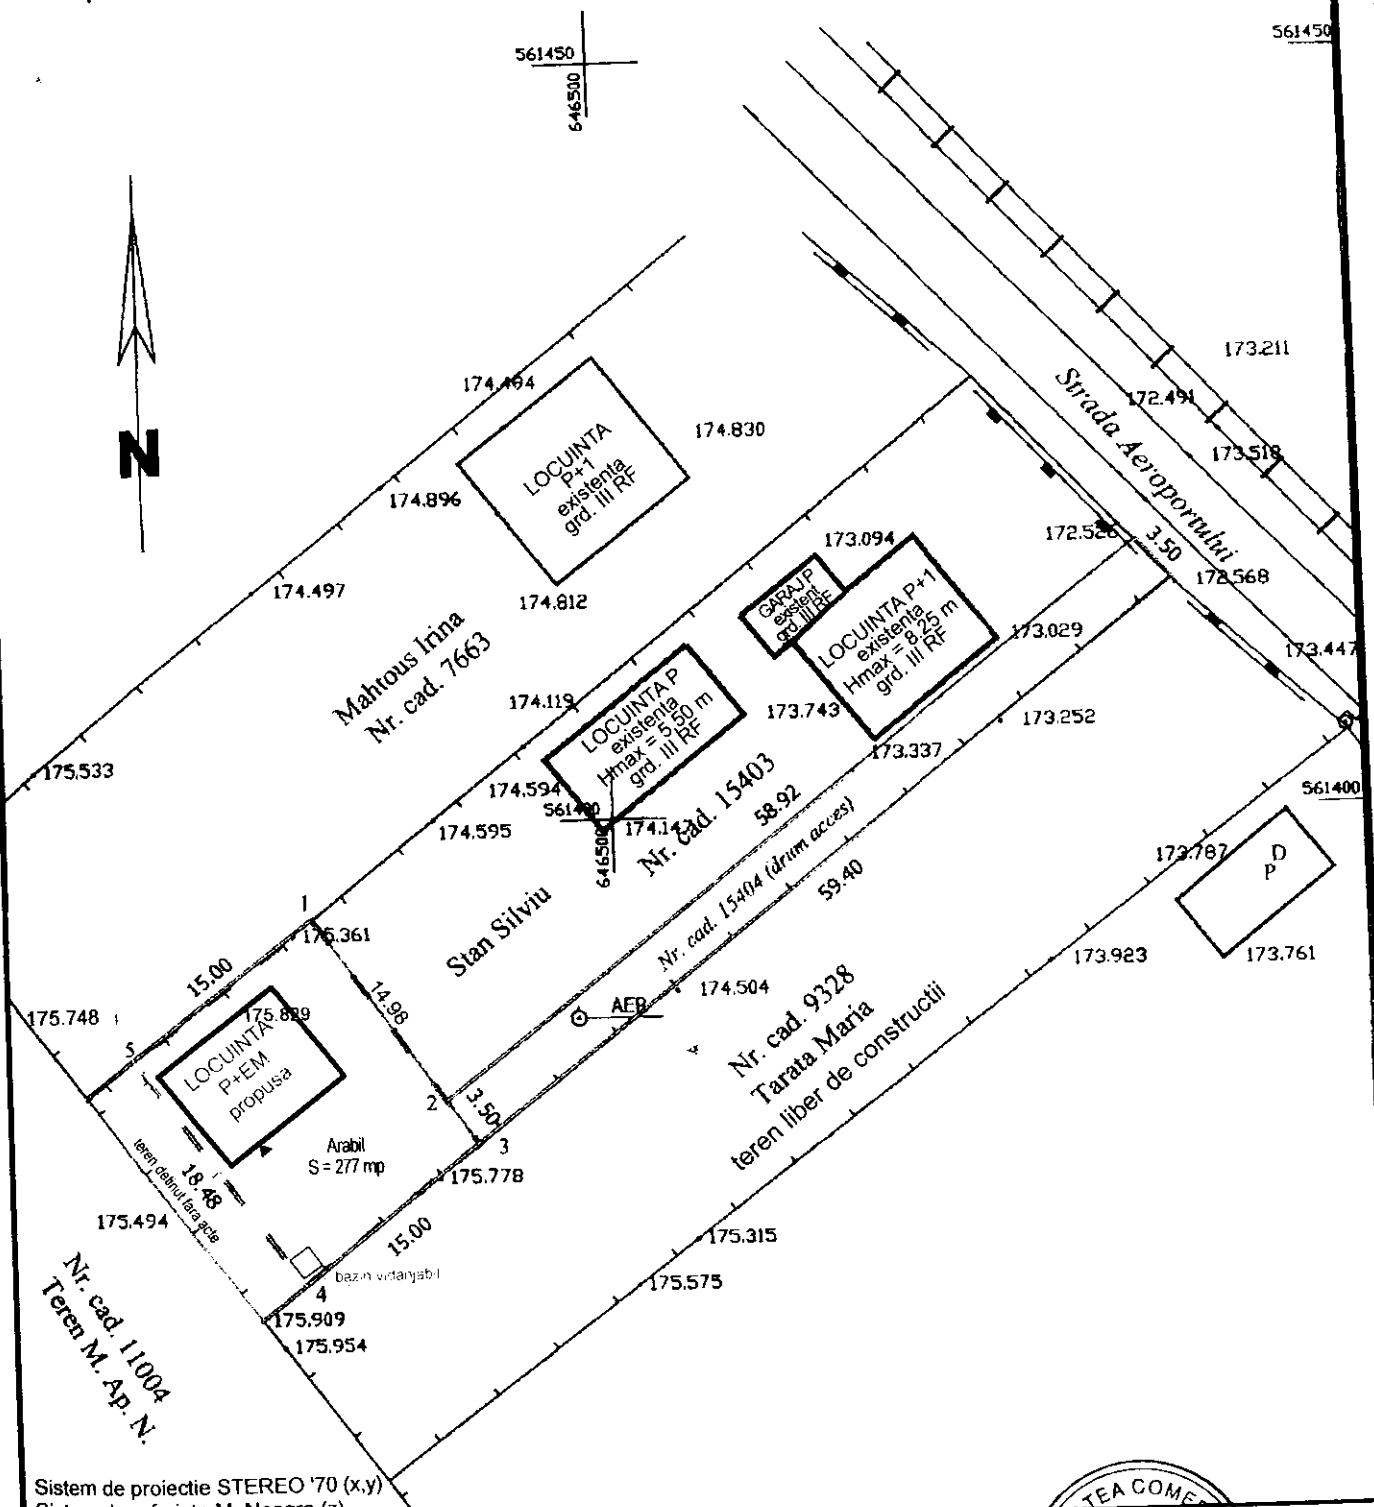 561450
646500
561450
N
174.494
LOCUINTA
P+1
existenta
grd. III RF
174.830
174.896
174.497
174.812
Mahtous Irina
Nr. cad. 7663
175.533
Strada Aeroportului
173.211
172.491
173.518
172.526
3.50
172.568
173.447
173.094
GARAJ P
existent
grd. III RF
LOCUINTA P+1
existenta
Hmax = 8.25 m
grd. III RF
173.029
173.252
173.743
173.337
174.119
LOCUINTA P
existenta
Hmax = 5.50 m
grd. III RF
174.594
174.595
561400
646500
Nr. cad. 15403
58.92
Nr. cad. 15404 (drum acces)
59.40
Stan Silviu
561400
173.787
D
P
173.761
173.923
1
175.361
15.00
14.98
175.748
5
175.829
LOCUINTA
P+EM
propusa
AER
174.504
Nr. cad. 9328
Tarata Maria
teren liber de constructii
2
3.50
3
Arabil
S = 277 mp
175.778
18.48
teren detinut fara acte
175.494
15.00
bazin vidanjabil
4
175.909
175.954
175.315
175.575
Nr. cad. 11004
Teren M. Ap. N.
Sistem de proiectie STEREO '70 (x,y)